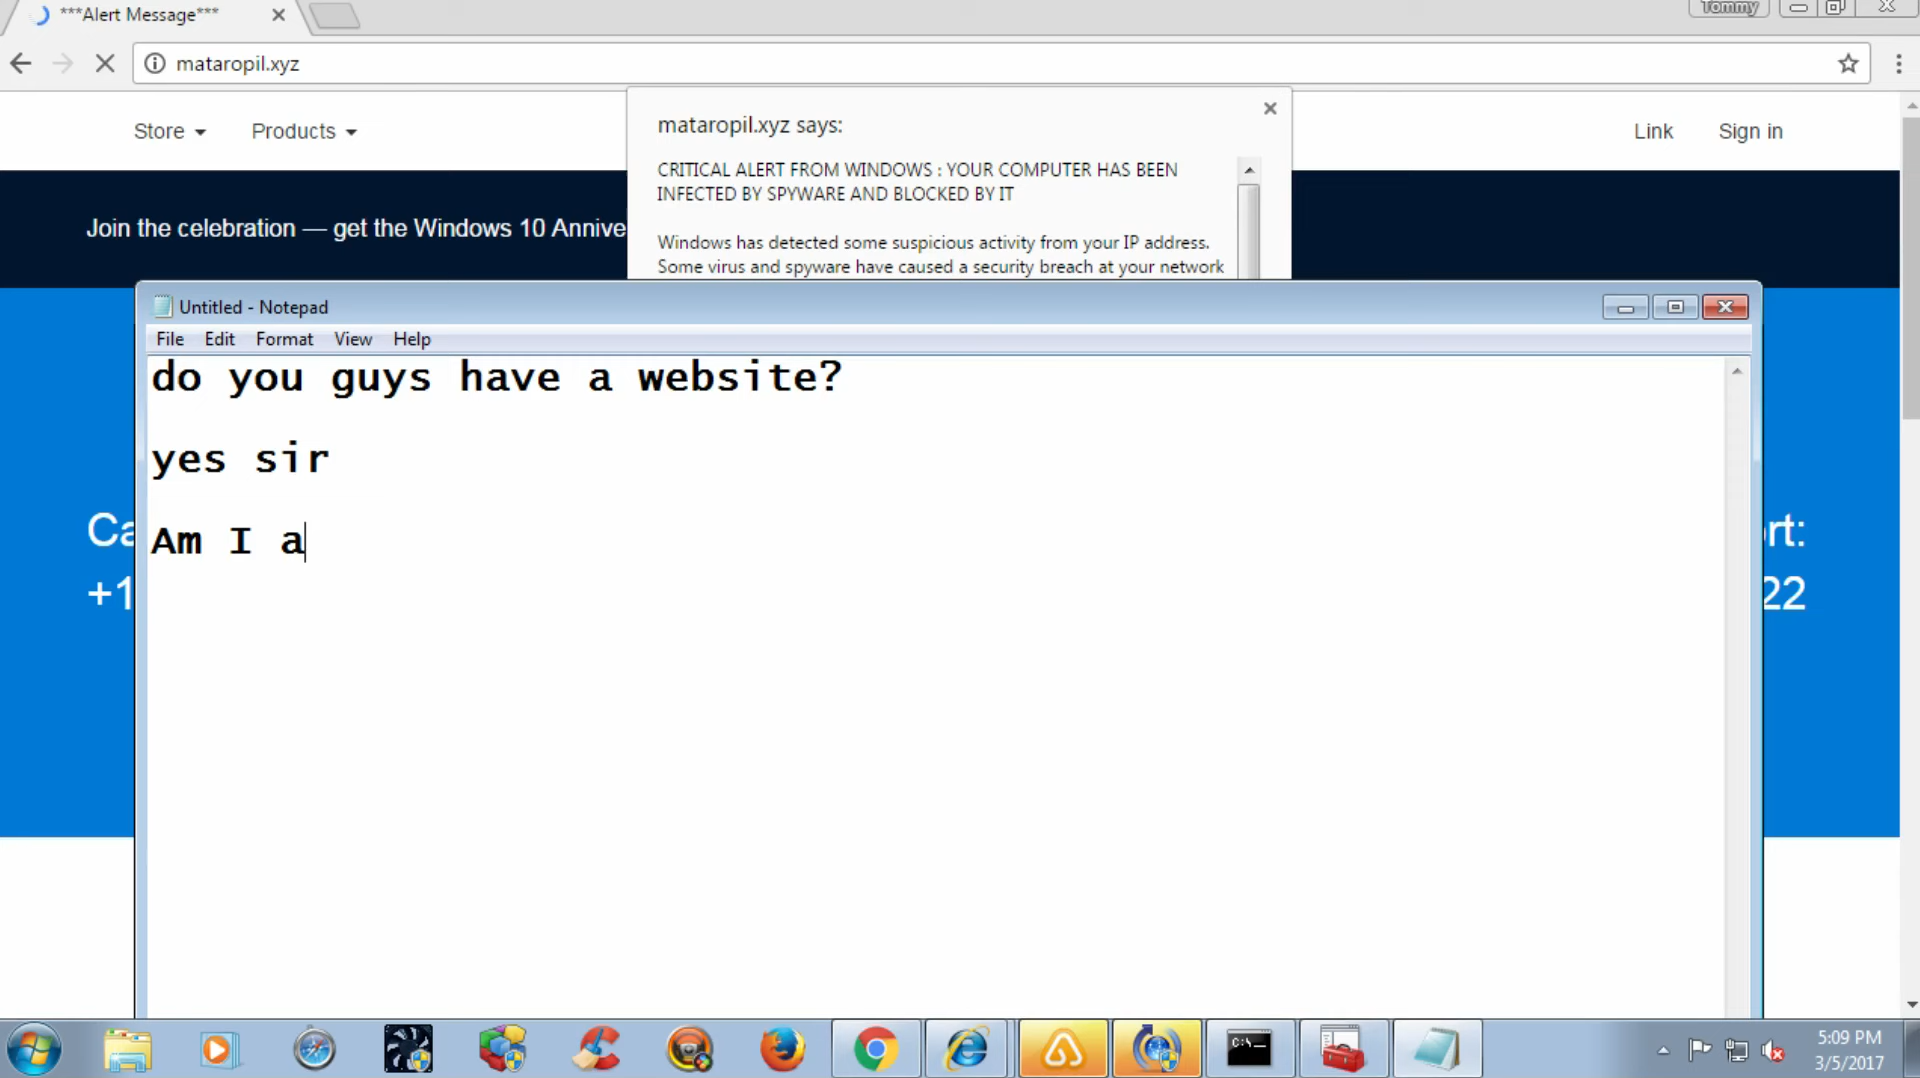 ***Alert Message***
Tommy
mataropil.xyz
Store
Products
Link
Sign in
mataropil.xyz says:
CRITICAL ALERT FROM WINDOWS : YOUR COMPUTER HAS BEEN
INFECTED BY SPYWARE AND BLOCKED BY IT
Windows has detected some suspicious activity from your IP address.
Some virus and spyware have caused a security breach at your network
Join the celebration — get the Windows 10 Annive
Untitled - Notepad
File Edit Format View Help
do you guys have a website?
yes sir
Am I a
Ca
rt:
+1
22
C:\_
5:09 PM
3/5/2017